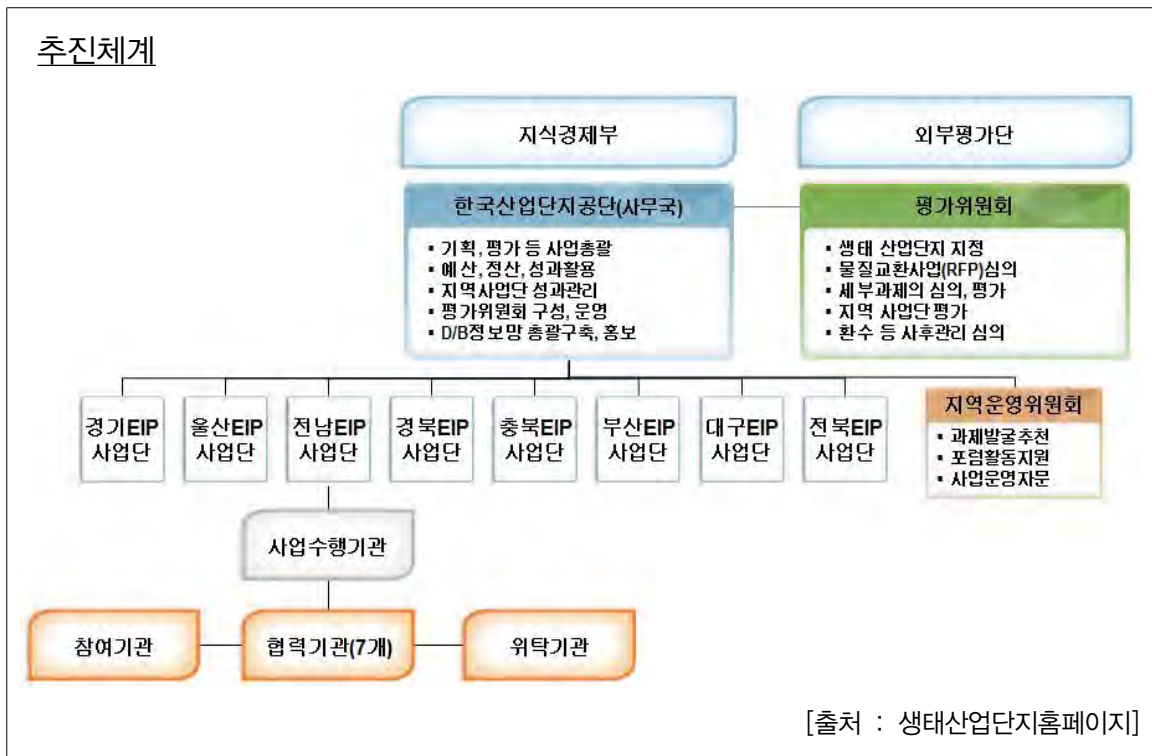 추진체계
지식경제부
외부평가단
한국산업단지공단(사무국)
▪ 기획, 평가 등 사업총괄
▪ 예산, 정산, 성과활용
▪ 지역사업단 성과관리
▪ 평가위원회 구성, 운영
▪ D/B정보망 총괄구축, 홍보
평가위원회
▪ 생태 산업단지 지정
▪ 물질교환사업(RFP)심의
▪ 세부과제의 심의, 평가
▪ 지역 사업단 평가
▪ 환수 등 사후관리 심의
경기EIP
사업단
울산EIP
사업단
전남EIP
사업단
경북EIP
사업단
충북EIP
사업단
부산EIP
사업단
대구EIP
사업단
전북EIP
사업단
지역운영위원회
▪ 과제발굴추천
▪ 포럼활동지원
▪ 사업운영자문
사업수행기관
참여기관
협력기관(7개)
위탁기관
[출처 : 생태산업단지홈페이지]